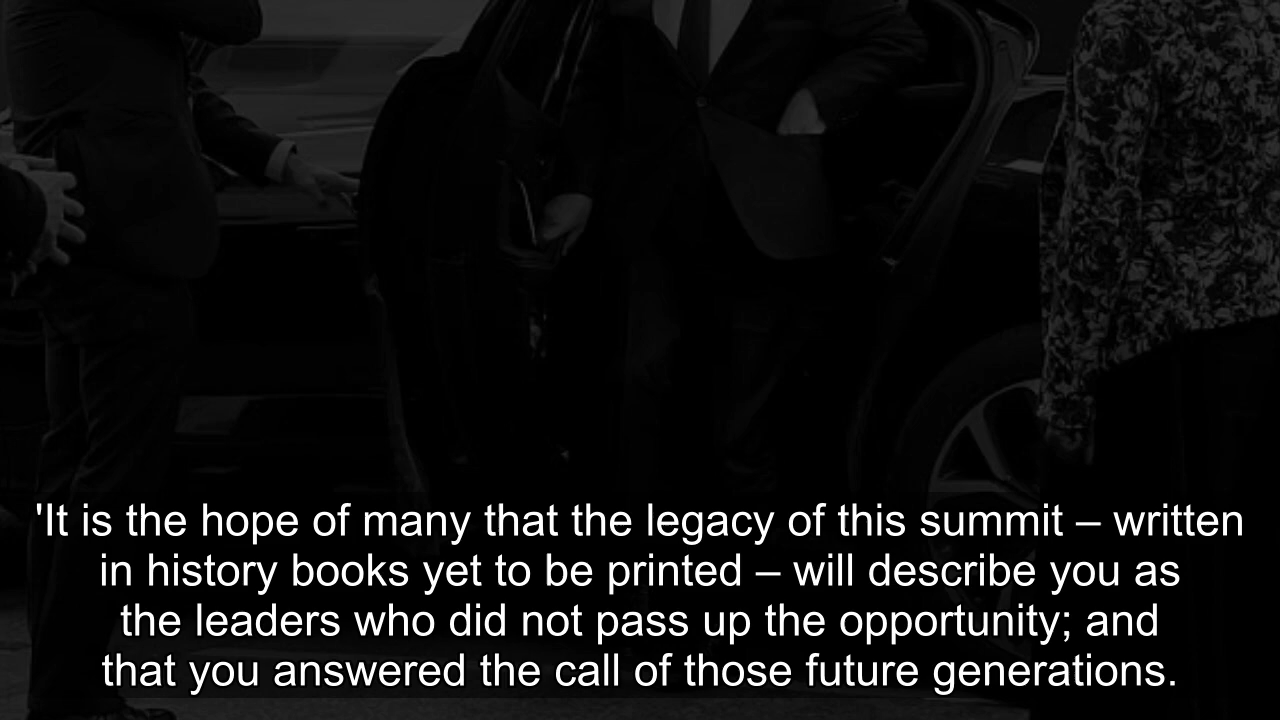 'It is the hope of many that the legacy of this summit – written
in history books yet to be printed – will describe you as
the leaders who did not pass up the opportunity; and
that you answered the call of those future generations.